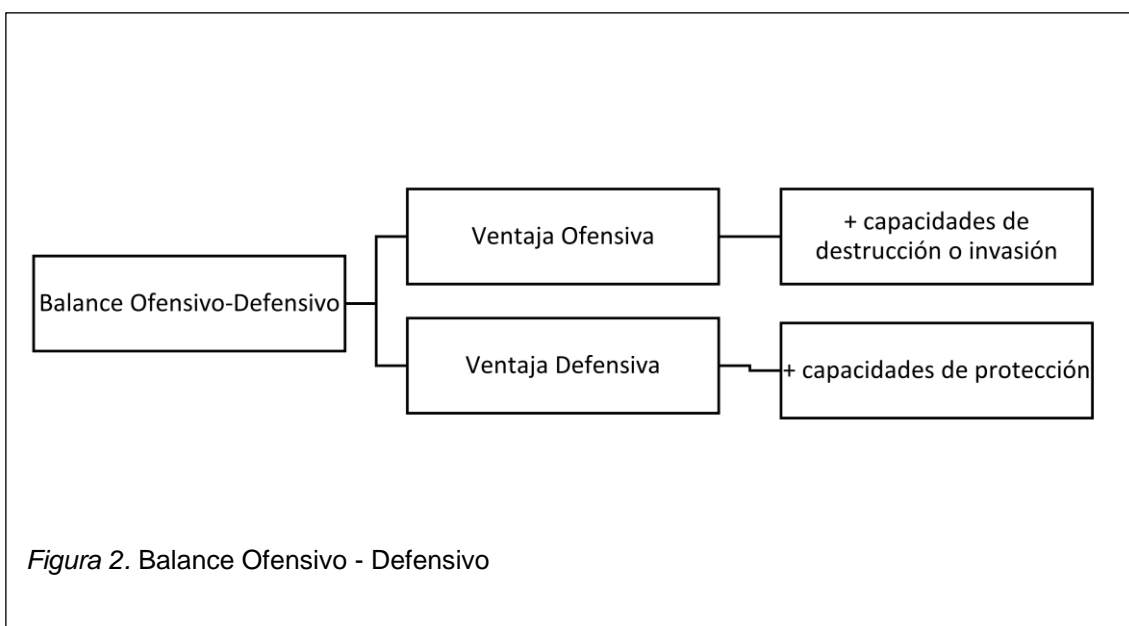 Balance Ofensivo-Defensivo
Ventaja Ofensiva
+ capacidades de
destrucción o invasión
Ventaja Defensiva
+ capacidades de protección
Figura 2. Balance Ofensivo - Defensivo